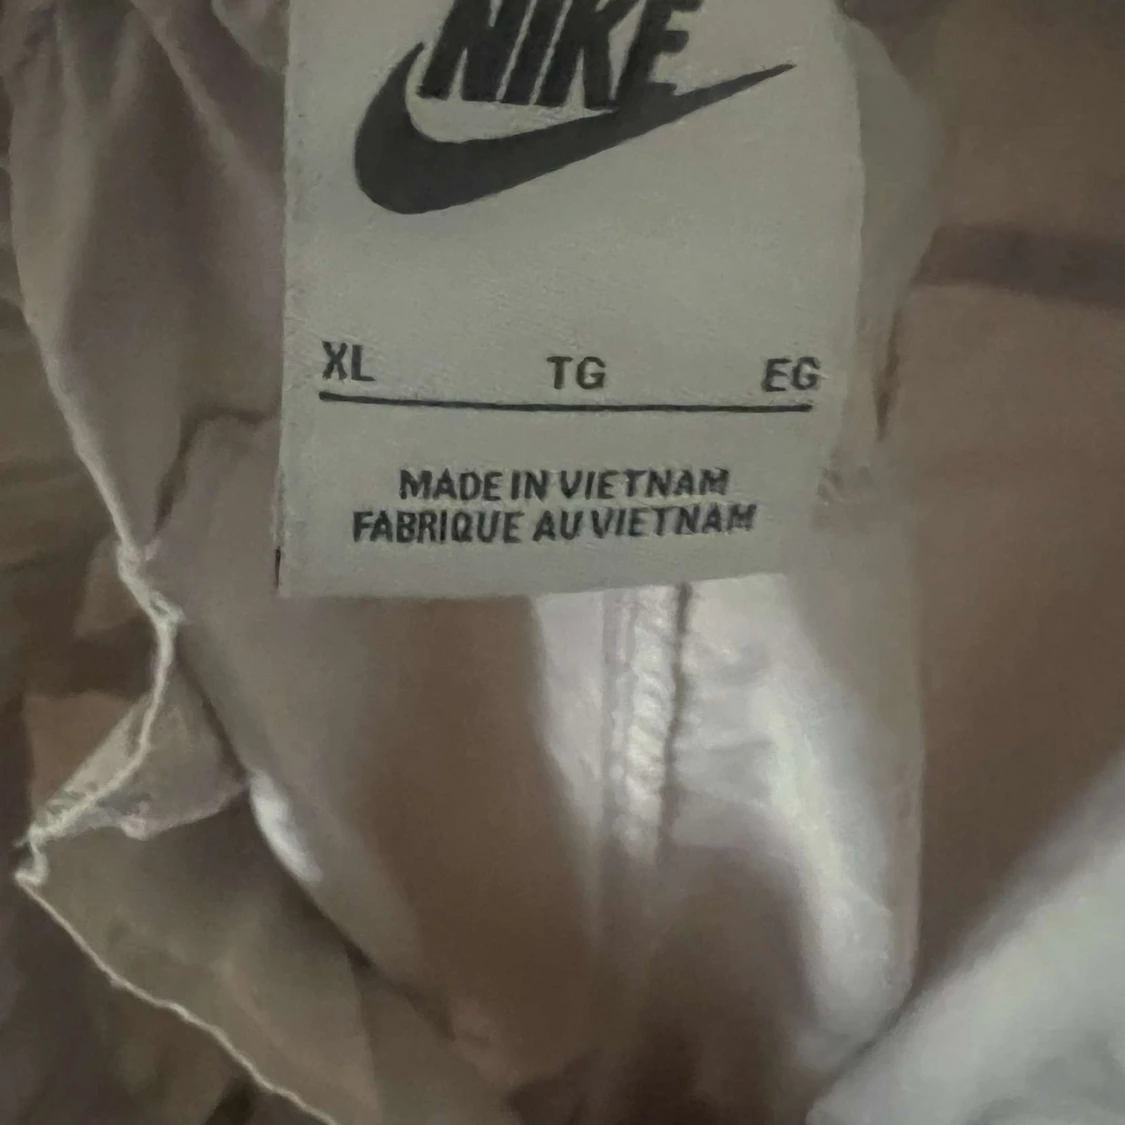 NIKE
XL TG EG
MADE IN VIETNAM
FABRIQUE AU VIETNAM